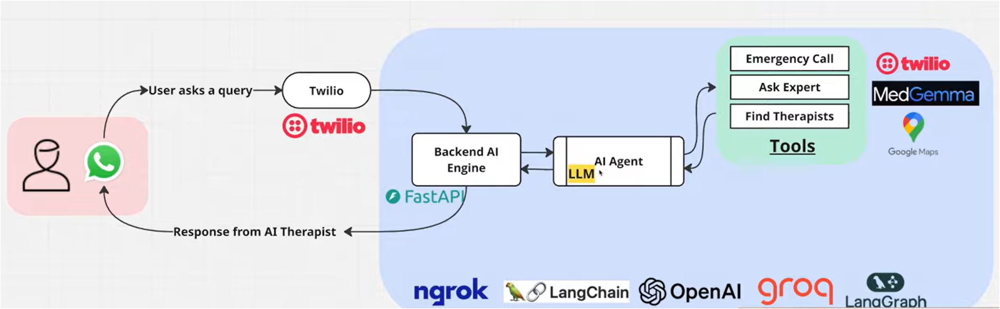 User asks a query
Twilio
twilio
Emergency Call
Ask Expert
Find Therapists
Tools
twilio
MedGemma
Google Maps
Backend AI
Engine
AI Agent
LLM
FastAPI
Response from AI Therapist
ngrok
LangChain
OpenAI
groq
LangGraph